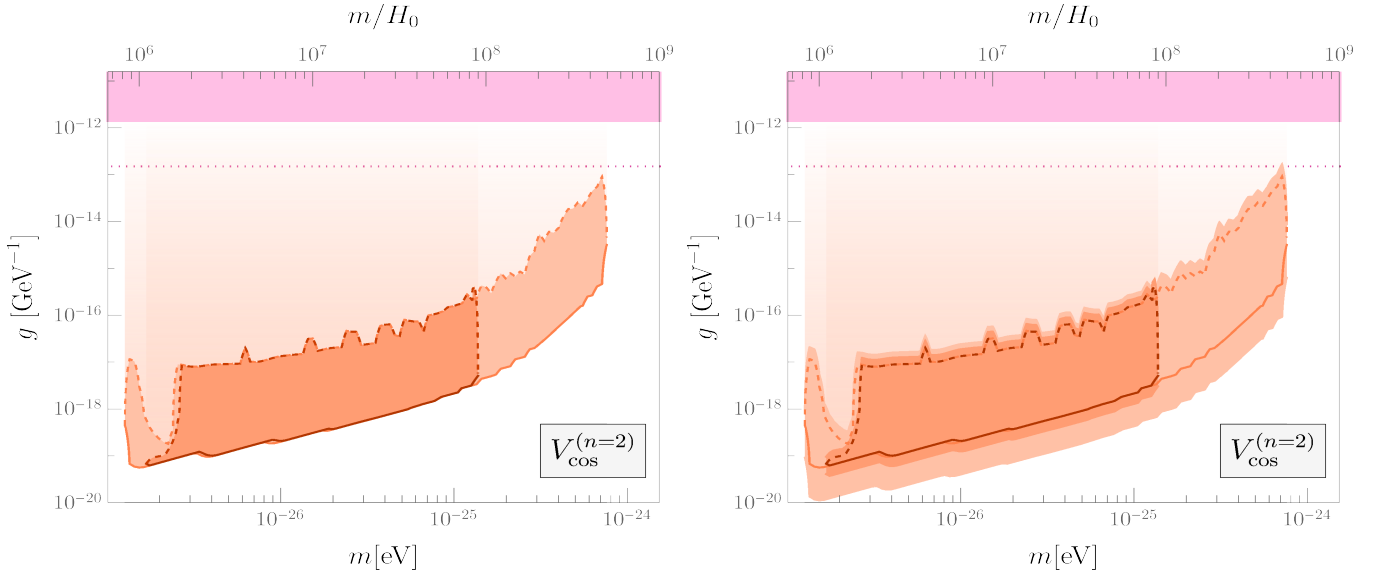 m/H₀ m/H₀
10⁶ 10⁷ 10⁸ 10⁹ 10⁶ 10⁷ 10⁸ 10⁹
10⁻¹² 10⁻¹²
10⁻¹⁴ 10⁻¹⁴
g [GeV⁻¹] g [GeV⁻¹]
10⁻¹⁶ 10⁻¹⁶
10⁻¹⁸ 10⁻¹⁸
V_cos^(n=2) V_cos^(n=2)
10⁻²⁰ 10⁻²⁰
10⁻²⁶ 10⁻²⁵ 10⁻²⁴ 10⁻²⁶ 10⁻²⁵ 10⁻²⁴
m[eV] m[eV]